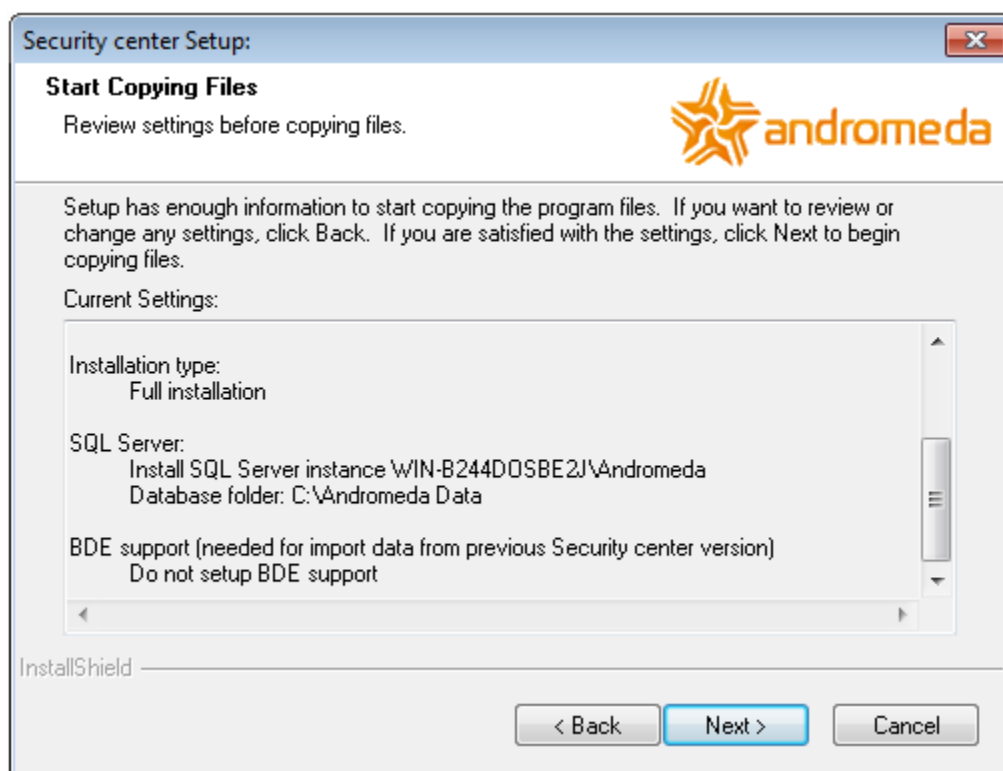 Security center Setup:
Start Copying Files
Review settings before copying files.
andromeda
Setup has enough information to start copying the program files. If you want to review or
change any settings, click Back. If you are satisfied with the settings, click Next to begin
copying files.
Current Settings:
Installation type:
Full installation
SQL Server:
Install SQL Server instance WIN-B244DOSBE2J\Andromeda
Database folder: C:\Andromeda Data
BDE support (needed for import data from previous Security center version)
Do not setup BDE support
InstallShield
< Back
Next >
Cancel